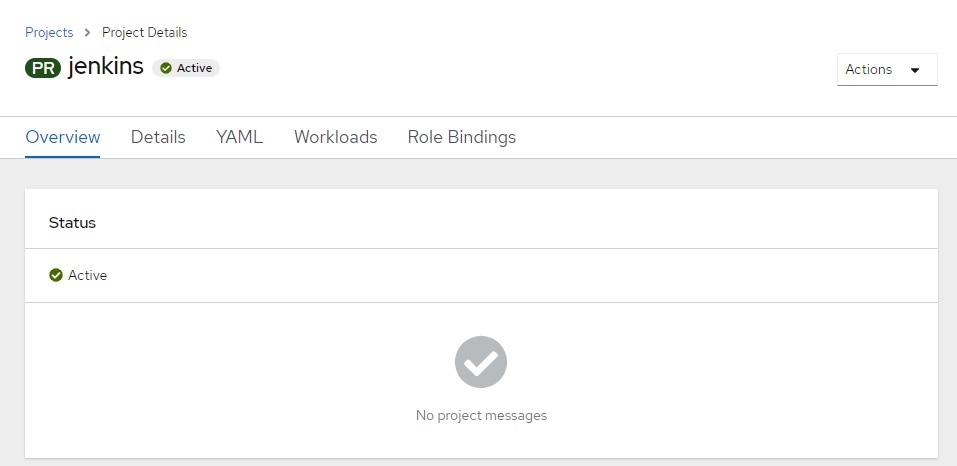 Projects > Project Details
PR jenkins Active
Actions
Overview Details YAML Workloads Role Bindings
Status
Active
No project messages